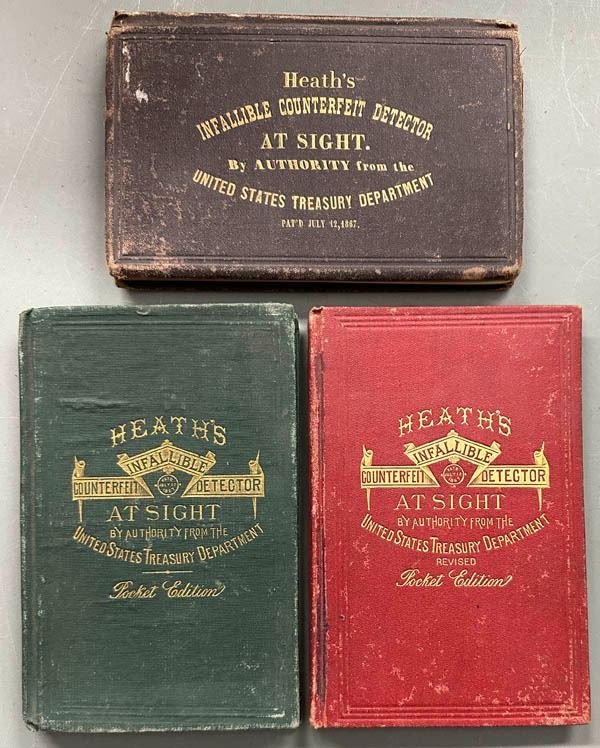 Heath's
INFALLIBLE COUNTERFEIT DETECTOR
AT SIGHT.
By AUTHORITY from the
UNITED STATES TREASURY DEPARTMENT
PAT'D JULY 12, 1867.
HEATH'S
INFALLIBLE
COUNTERFEIT DETECTOR
AT SIGHT
BY AUTHORITY FROM THE
UNITED STATES TREASURY DEPARTMENT
Pocket Edition
HEATH'S
INFALLIBLE
COUNTERFEIT DETECTOR
AT SIGHT
BY AUTHORITY FROM THE
UNITED STATES TREASURY DEPARTMENT
REVISED
Pocket Edition